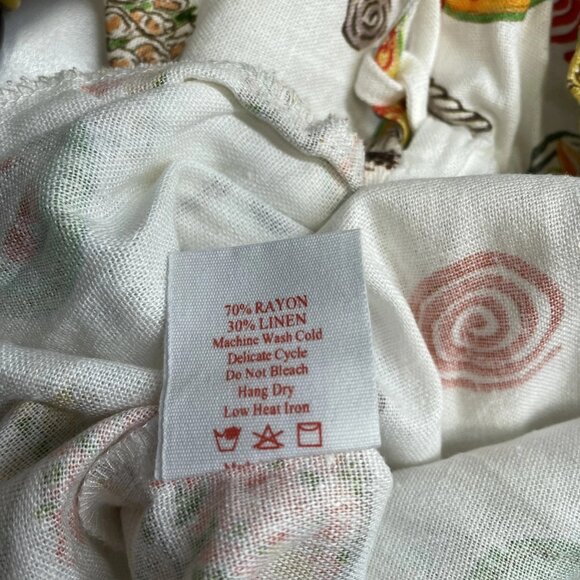 70% RAYON
30% LINEN
Machine Wash Cold
Delicate Cycle
Do Not Bleach
Hang Dry
Low Heat Iron